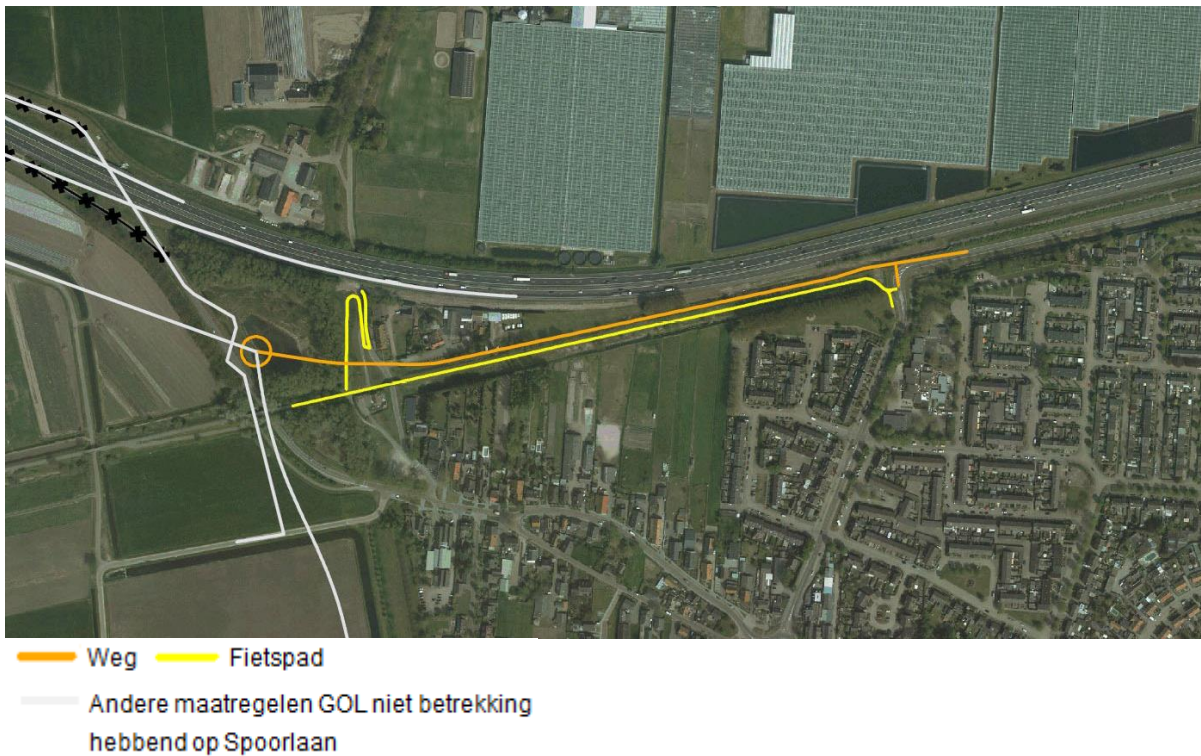 Weg Fietspad
Andere maatregelen GOL niet betrekking
hebbend op Spoorlaan